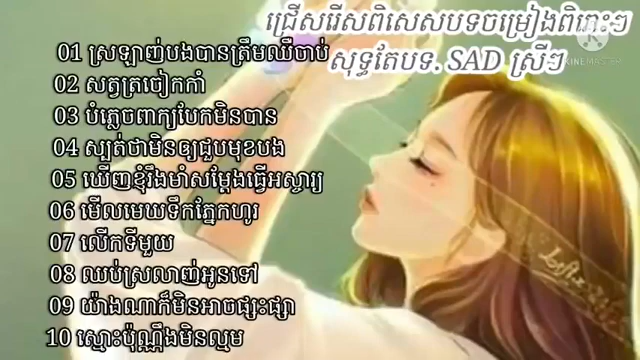 ជ្រើសរើសពិសេសបទចម្រៀងពិរោះៗ
សុទ្ធតែបទ. SAD ស្រីៗ
KINEMASTER
01 ស្រឡាញ់បងបានត្រឹមឈឺចាប់
02 សត្វត្រចៀកកាំ
03 បំភ្លេចពាក្យបែកមិនបាន
04 ស្បត់ថាមិនឲ្យជួបមុខបង
05 ឃើញខ្ញុំរឹងមាំសម្ដែងធ្វើអស្ចារ្យ
06 មើលមេឃទឹកភ្នែកហូរ
07 លើកទីមួយ
08 ឈប់ស្រលាញ់អូនទៅ
09 យ៉ាងណាក៏មិនអាចផ្សះផ្សា
10 ស្មោះប៉ុណ្ណឹងមិនល្មម